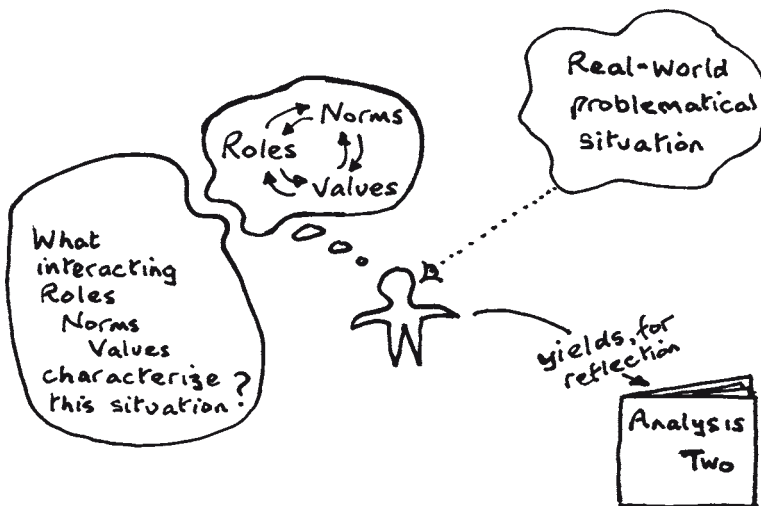 Real-World
problematical
situation
Norms
Roles
Values
What
interacting
Roles
Norms
Values
characterize
this situation?
yields, for
reflection
Analysis
Two